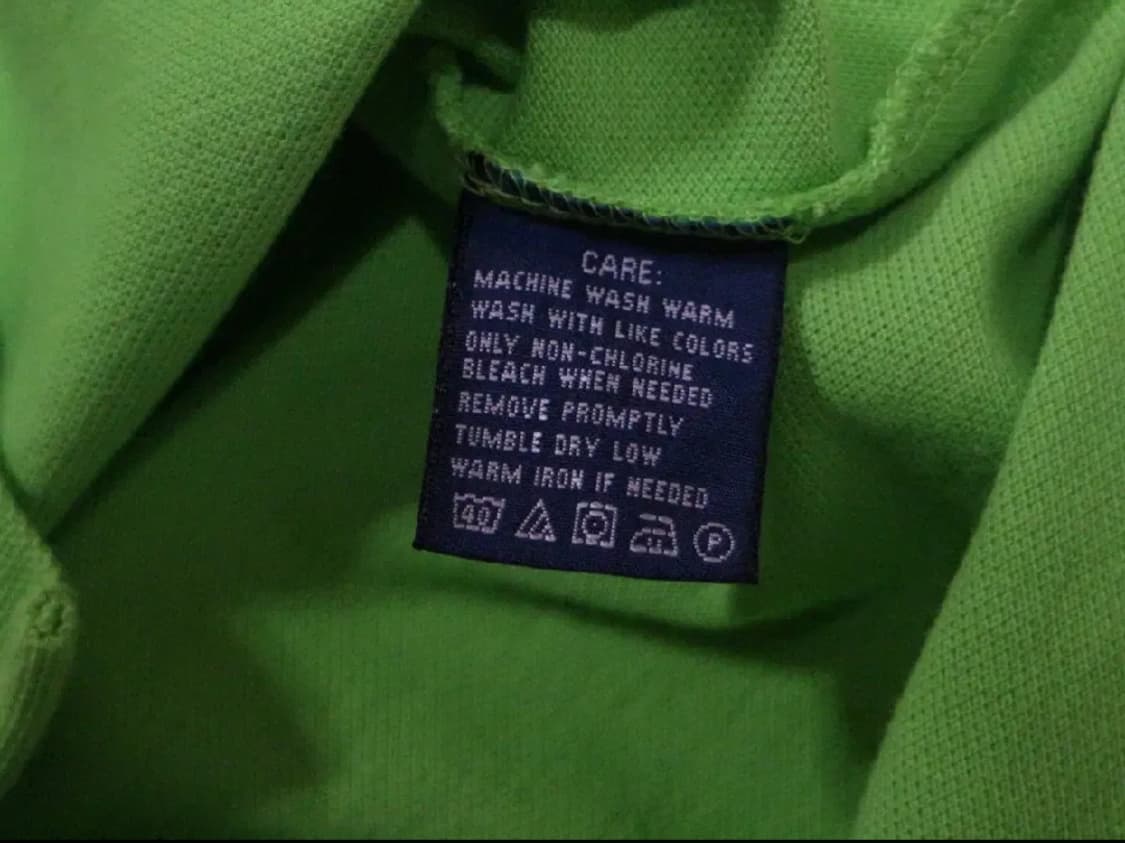 CARE:
MACHINE WASH WARM
WASH WITH LIKE COLORS
ONLY NON-CHLORINE
BLEACH WHEN NEEDED
REMOVE PROMPTLY
TUMBLE DRY LOW
WARM IRON IF NEEDED
40 P